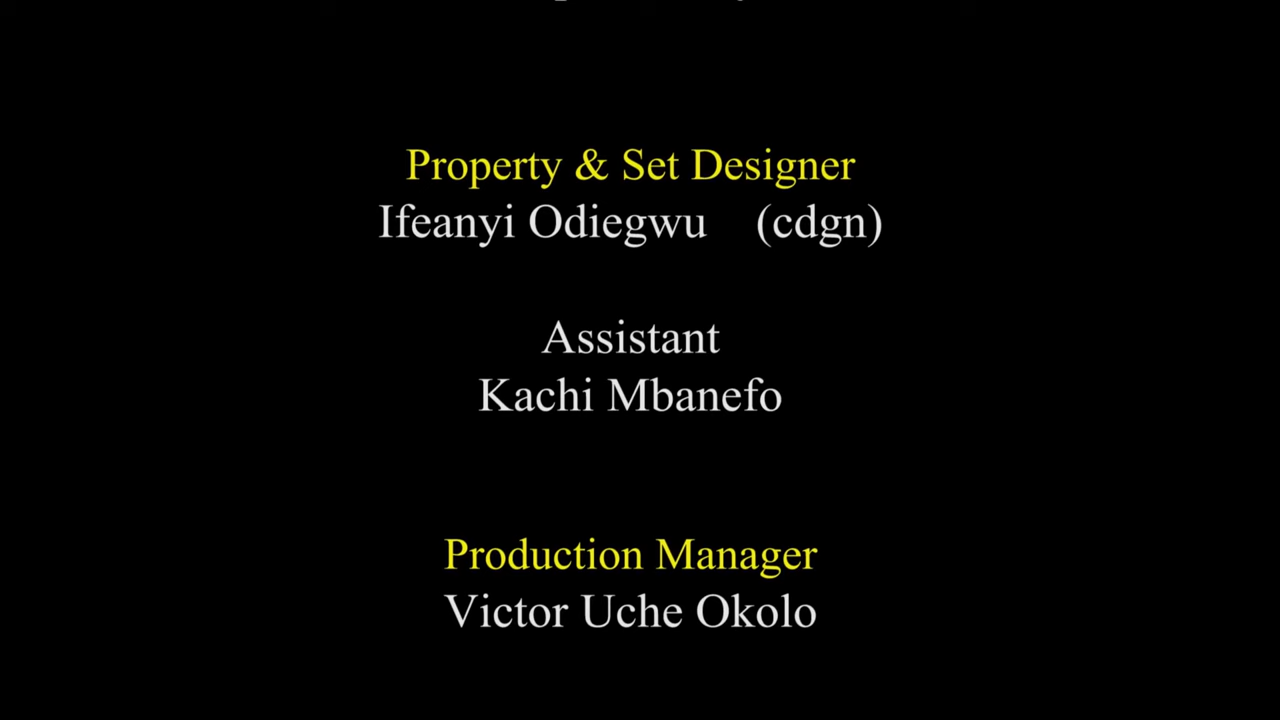 Property & Set Designer
Ifeanyi Odiegwu (cdgn)
Assistant
Kachi Mbanefo
Production Manager
Victor Uche Okolo